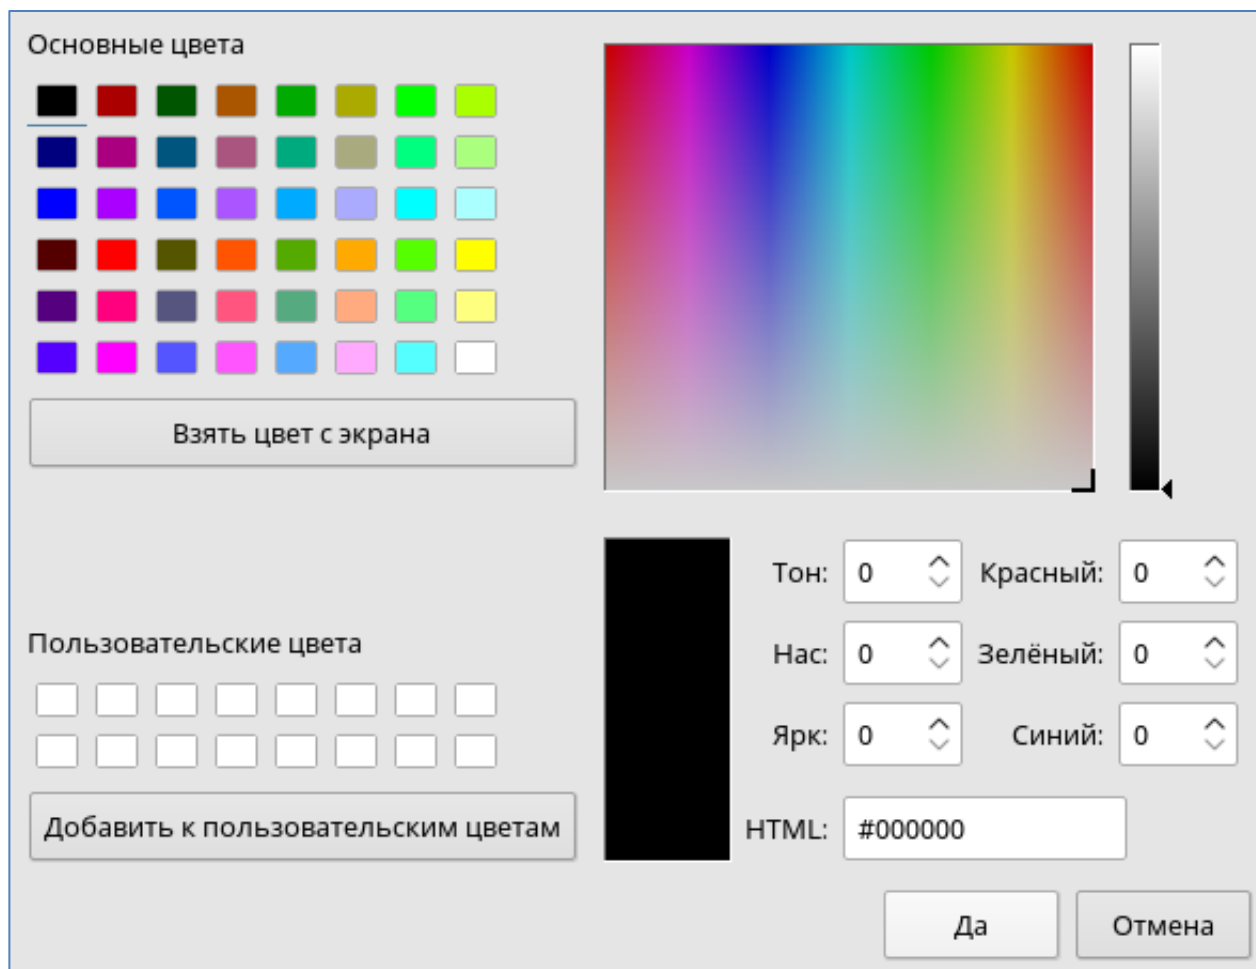 Основные цвета
Взять цвет с экрана
Пользовательские цвета
Добавить к пользовательским цветам
Тон: 0 Красный: 0
Нас: 0 Зелёный: 0
Ярк: 0 Синий: 0
HTML: #000000
Да Отмена